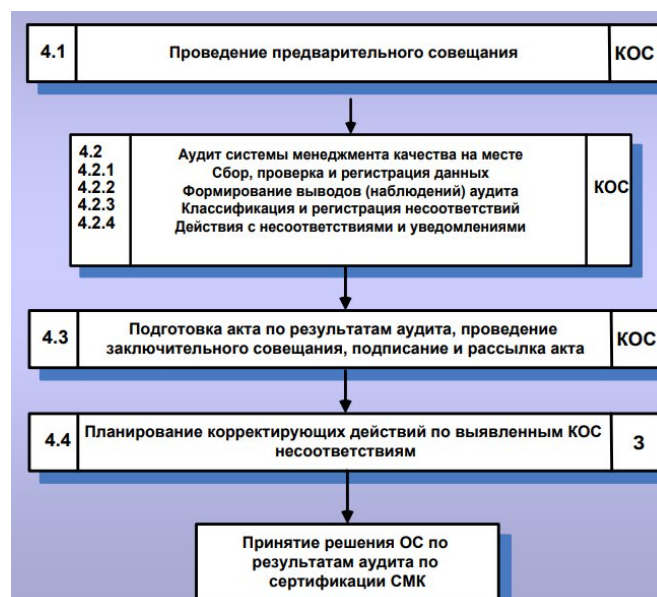 4.1 Проведение предварительного совещания КОС
4.2 Аудит системы менеджмента качества на месте
4.2.1 Сбор, проверка и регистрация данных
4.2.2 Формирование выводов (наблюдений) аудита КОС
4.2.3 Классификация и регистрация несоответствий
4.2.4 Действия с несоответствиями и уведомлениями
4.3 Подготовка акта по результатам аудита, проведение КОС
заключительного совещания, подписание и рассылка акта
4.4 Планирование корректирующих действий по выявленным КОС З
несоответствиям
Принятие решения ОС по
результатам аудита по
сертификации СМК